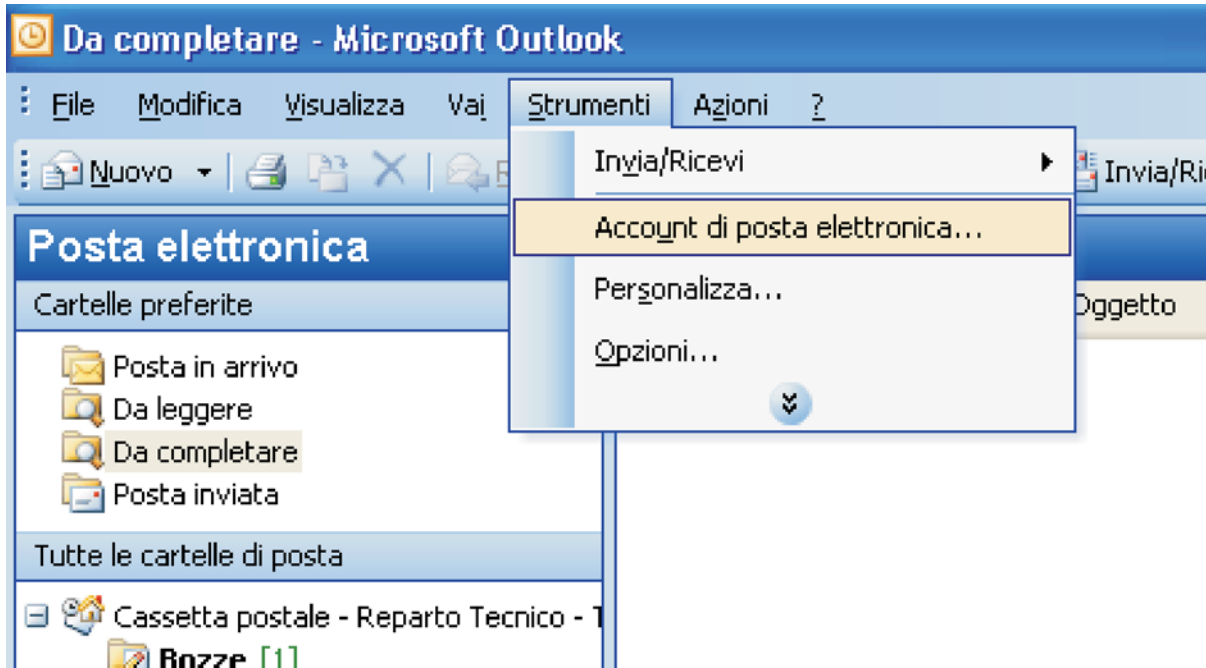 Da completare - Microsoft Outlook
File Modifica Visualizza Vai Strumenti Azioni ?
Nuovo Invia/Ri
Invia/Ricevi
Account di posta elettronica...
Personalizza...
Opzioni...
Posta elettronica
Cartelle preferite
Oggetto
Posta in arrivo
Da leggere
Da completare
Posta inviata
Tutte le cartelle di posta
Cassetta postale - Reparto Tecnico -
Bozze [1]